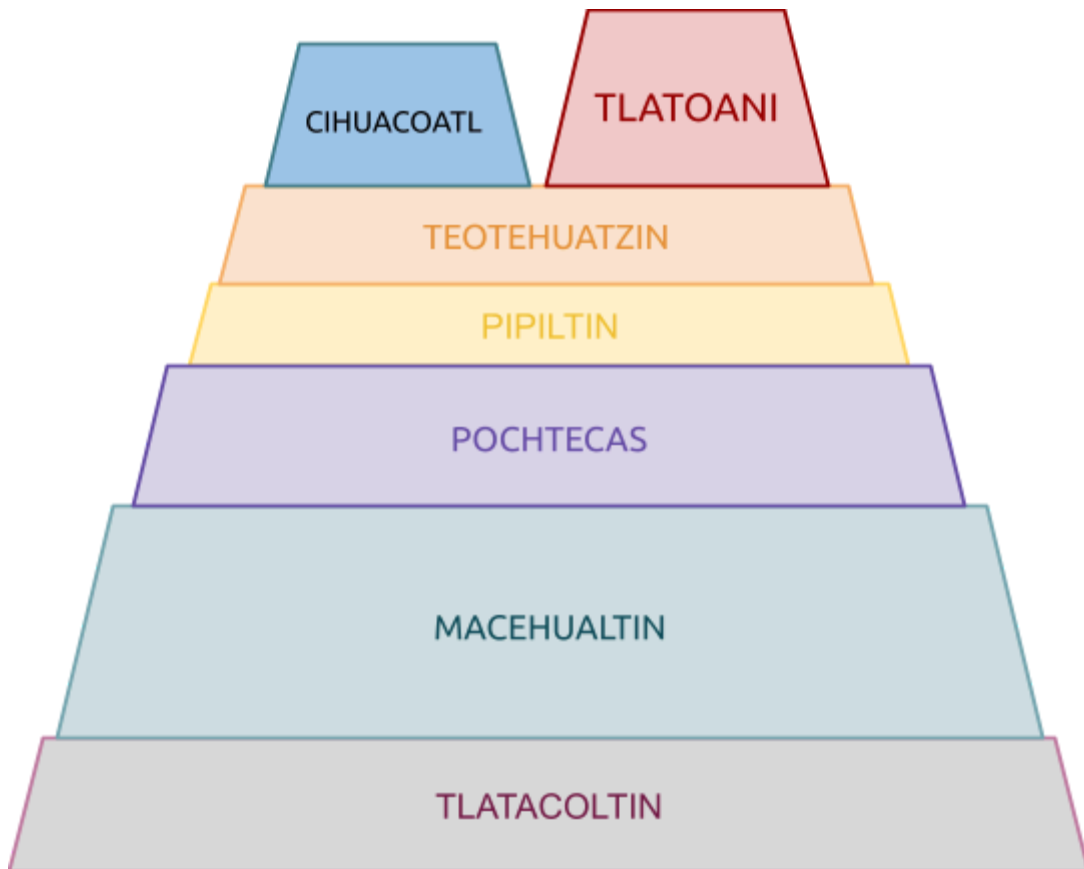 CIHUACOATL
TLATOANI
TEOTEHUATZIN
PIPILTIN
POCHTECAS
MACEHUALTIN
TLATACOLTIN